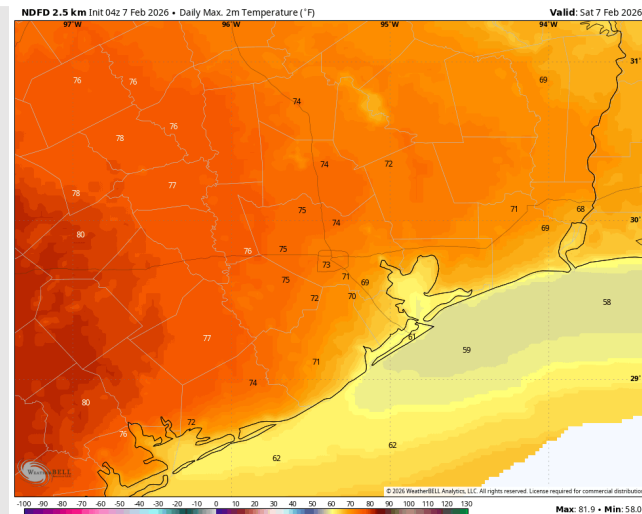 NDFD 2.5 km Init 04z 7 Feb 2026 • Daily Max. 2m Temperature (°F)
Valid: Sat 7 Feb 2026
97°W 96°W 95°W 94°W
31°
76 76 69
74
76
78
74 72
77
78
75 71 68
74
80 69
30°
76 75
73
75 71 69
72 70
58
77 61
59
71
29°
74
80
72
76
62
62
WeatherBELL
© 2026 WeatherBELL Analytics, LLC. All rights reserved. License required for commercial distributio
-100 -90 -80 -70 -60 -50 -40 -30 -20 -10 0 10 20 30 40 50 60 70 80 90 100 110 120 130
Max: 81.9 • Min: 58.0